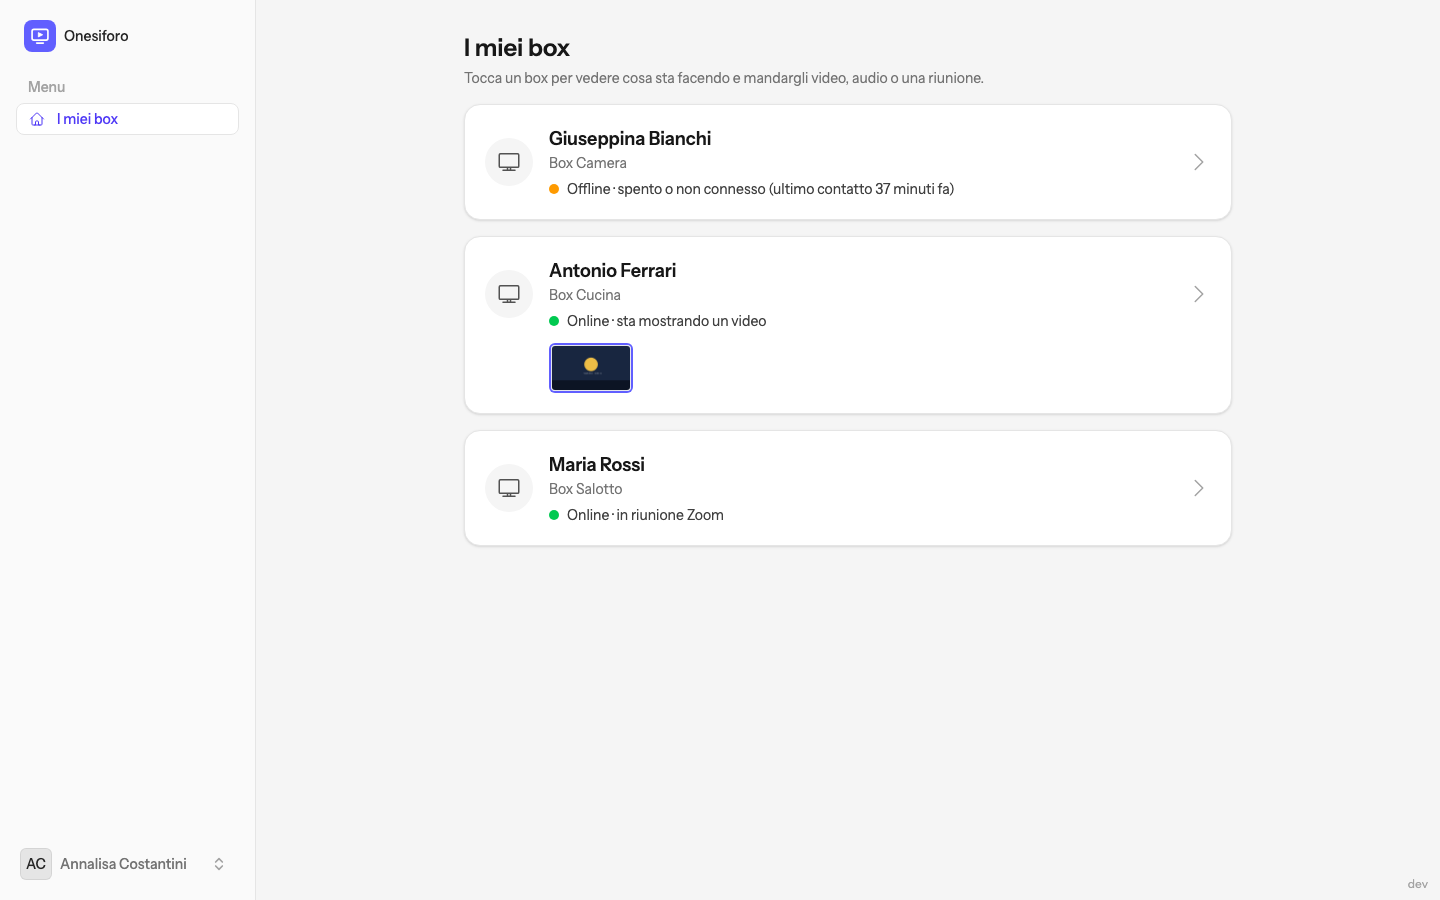 Onesiforo
Menu
I miei box
I miei box
Tocca un box per vedere cosa sta facendo e mandargli video, audio o una riunione.
Giuseppina Bianchi
Box Camera
Offline · spento o non connesso (ultimo contatto 37 minuti fa)
Antonio Ferrari
Box Cucina
Online · sta mostrando un video
Maria Rossi
Box Salotto
Online · in riunione Zoom
AC
Annalisa Costantini
dev